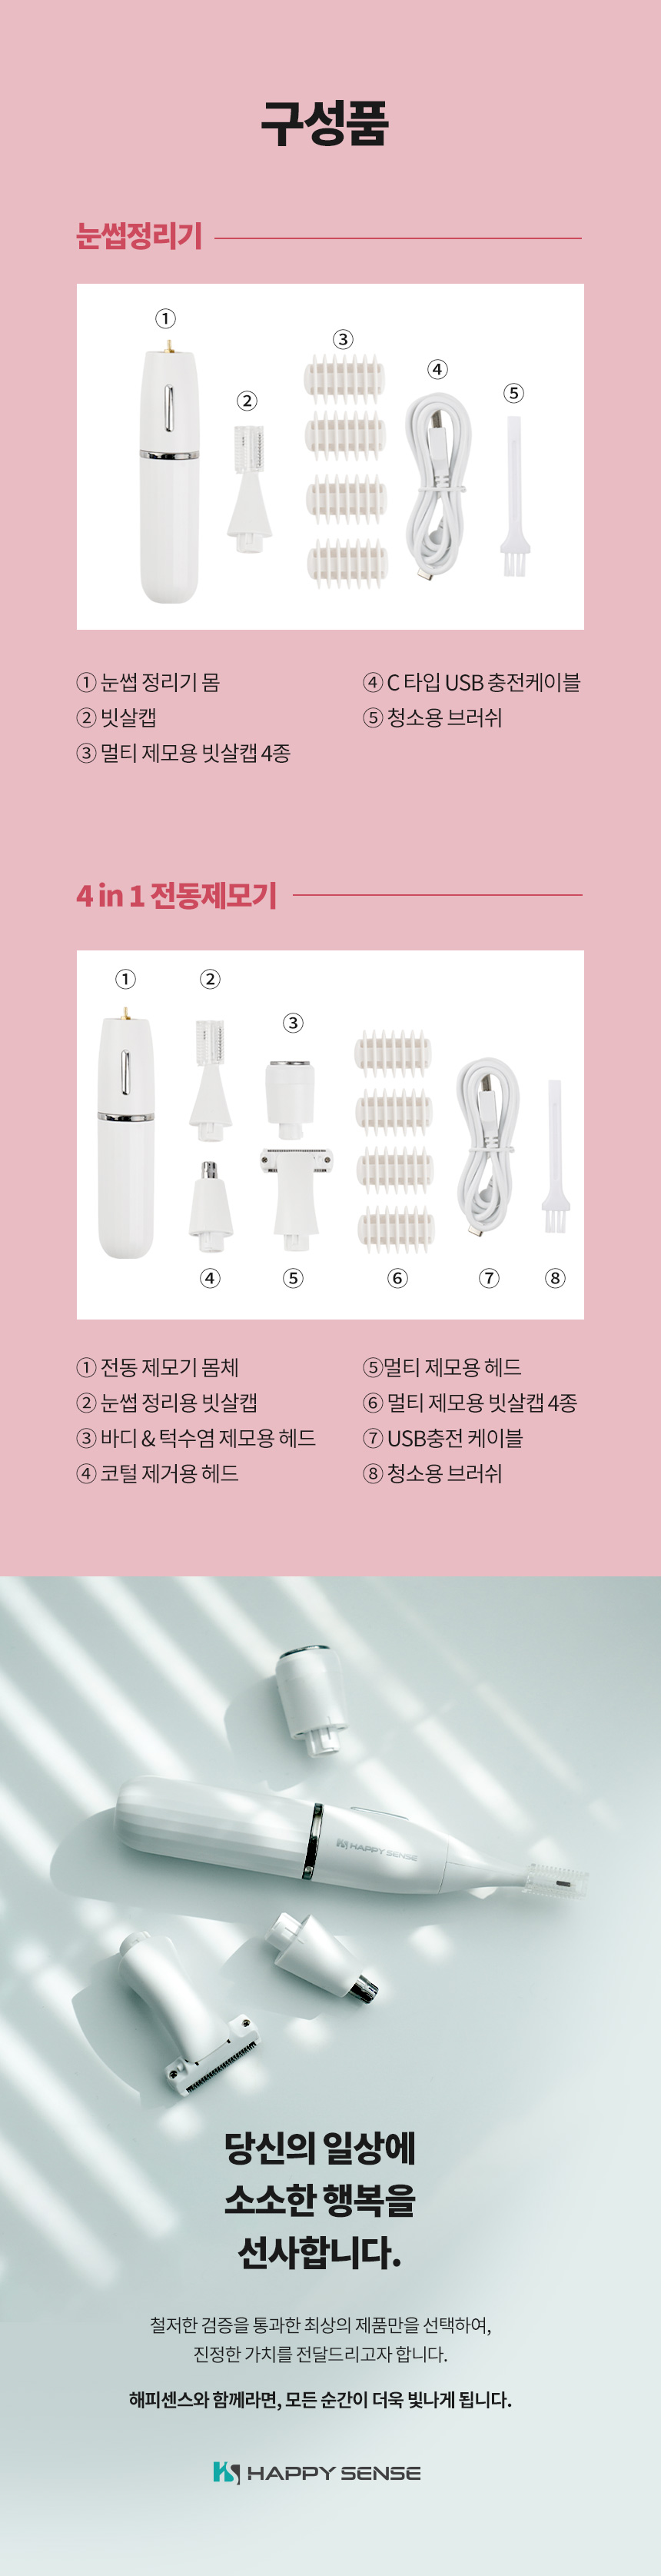 구성품
눈썹정리기
①
②
③
④
⑤
① 눈썹 정리기 몸
② 빗살캡
③ 멀티 제모용 빗살캡 4종
④ C 타입 USB 충전케이블
⑤ 청소용 브러쉬
4 in 1 전동제모기
①
②
③
④
⑤
⑥
⑦
⑧
① 전동 제모기 몸체
② 눈썹 정리용 빗살캡
③ 바디 & 턱수염 제모용 헤드
④ 코털 제거용 헤드
⑤멀티 제모용 헤드
⑥ 멀티 제모용 빗살캡 4종
⑦ USB충전 케이블
⑧ 청소용 브러쉬
HAPPY SENSE
당신의 일상에
소소한 행복을
선사합니다.
철저한 검증을 통과한 최상의 제품만을 선택하여,
진정한 가치를 전달드리고자 합니다.
해피센스와 함께라면, 모든 순간이 더욱 빛나게 됩니다.
HAPPY SENSE